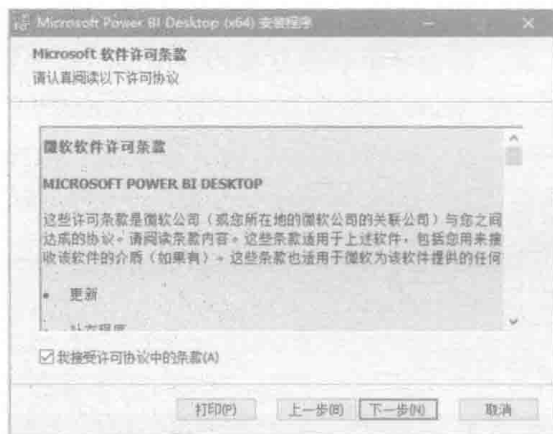 Microsoft Power BI Desktop (x64) 安装程序
Microsoft 软件许可条款
请认真阅读以下许可协议
微软软件许可条款
MICROSOFT POWER BI DESKTOP
这些许可条款是微软公司（或您所在地的微软公司的关联公司）与您之间
达成的协议。请阅读条款内容。这些条款适用于上述软件，包括您用来接
收该软件的介质（如果有）。这些条款也适用于微软为该软件提供的任何
• 更新
我接受许可协议中的条款(A)
打印(P) 上一步(B) 下一步(N) 取消